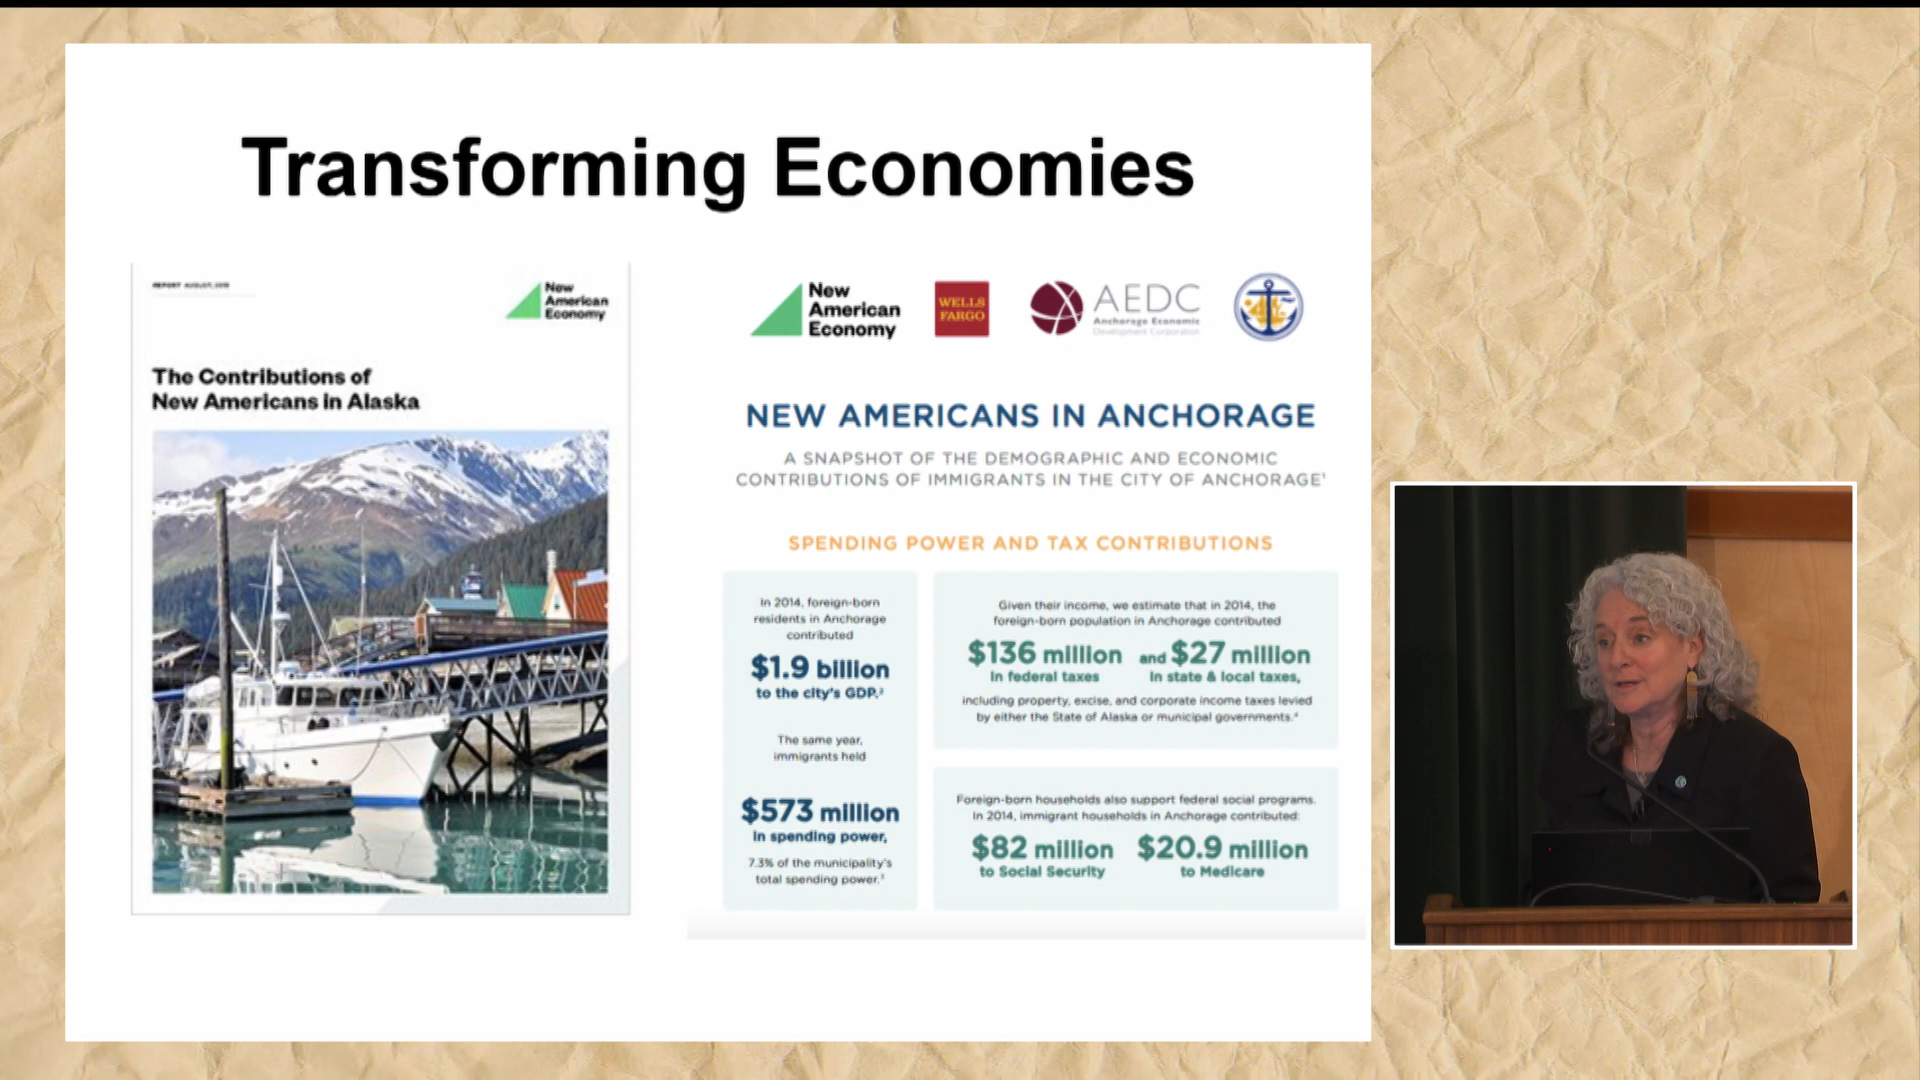 Transforming Economies
REPORT AUGUST, 2019
New
American
Economy
The Contributions of
New Americans in Alaska
New
American
Economy
WELLS
FARGO
AEDC
Anchorage Economic
Development Corporation
NEW AMERICANS IN ANCHORAGE
A SNAPSHOT OF THE DEMOGRAPHIC AND ECONOMIC
CONTRIBUTIONS OF IMMIGRANTS IN THE CITY OF ANCHORAGE¹
SPENDING POWER AND TAX CONTRIBUTIONS
In 2014, foreign-born
residents in Anchorage
contributed
$1.9 billion
to the city's GDP.²
The same year,
immigrants held
$573 million
in spending power,
7.3% of the municipality's
total spending power.³
Given their income, we estimate that in 2014, the
foreign-born population in Anchorage contributed
$136 million and $27 million
in federal taxes in state & local taxes,
including property, excise, and corporate income taxes levied
by either the State of Alaska or municipal governments.⁴
Foreign-born households also support federal social programs.
In 2014, immigrant households in Anchorage contributed:
$82 million $20.9 million
to Social Security to Medicare